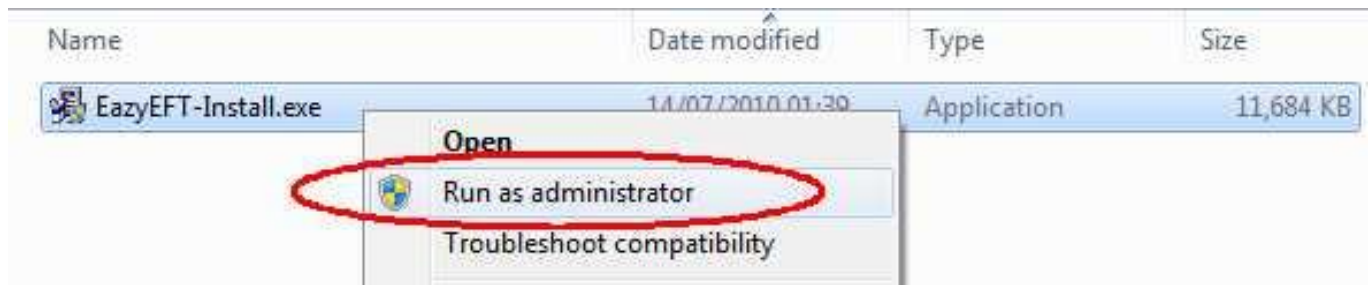 Name Date modified Type Size
EazyEFT-Install.exe 14/07/2010 01:39 Application 11,684 KB
Open
Run as administrator
Troubleshoot compatibility